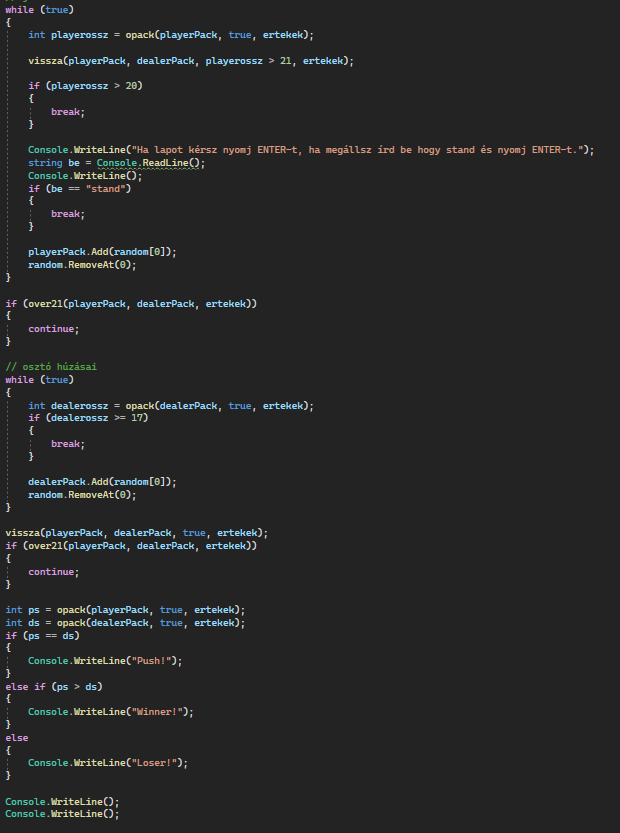 while (true)
{
int playerossz = opack(playerPack, true, ertekek);
vissza(playerPack, dealerPack, playerossz > 21, ertekek);
if (playerossz > 20)
{
break;
}
Console.WriteLine("Ha lapot kérsz nyomj ENTER-t, ha megállsz írd be hogy stand és nyomj ENTER-t.");
string be = Console.ReadLine();
Console.WriteLine();
if (be == "stand")
{
break;
}
playerPack.Add(random[0]);
random.RemoveAt(0);
}
if (over21(playerPack, dealerPack, ertekek))
{
continue;
}
// osztó húzásai
while (true)
{
int dealerossz = opack(dealerPack, true, ertekek);
if (dealerossz >= 17)
{
break;
}
dealerPack.Add(random[0]);
random.RemoveAt(0);
}
vissza(playerPack, dealerPack, true, ertekek);
if (over21(playerPack, dealerPack, ertekek))
{
continue;
}
int ps = opack(playerPack, true, ertekek);
int ds = opack(dealerPack, true, ertekek);
if (ps == ds)
{
Console.WriteLine("Push!");
}
else if (ps > ds)
{
Console.WriteLine("Winner!");
}
else
{
Console.WriteLine("Loser!");
}
Console.WriteLine();
Console.WriteLine();